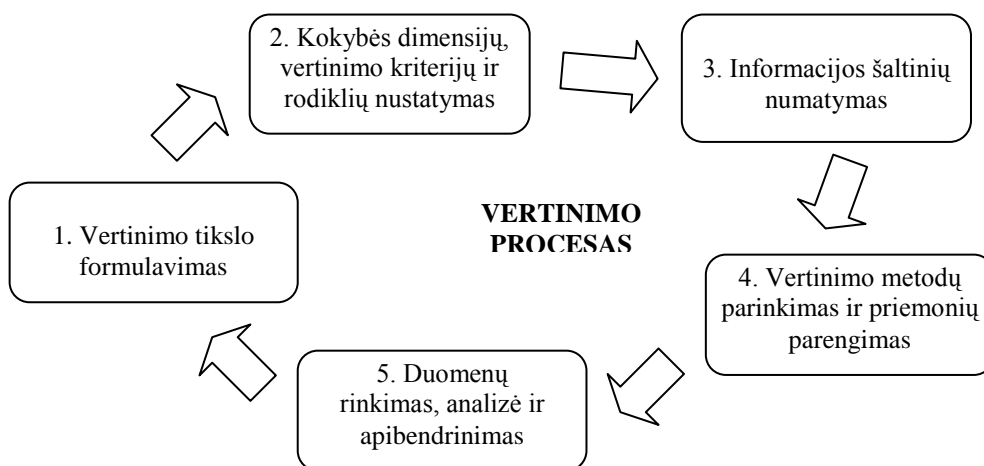 2. Kokybės dimensijų,
vertinimo kriterijų ir
rodiklių nustatymas
3. Informacijos šaltinių
numatymas
1. Vertinimo tikslo
formulavimas
VERTINIMO
PROCESAS
4. Vertinimo metodų
parinkimas ir priemonių
parengimas
5. Duomenų
rinkimas, analizė ir
apibendrinimas